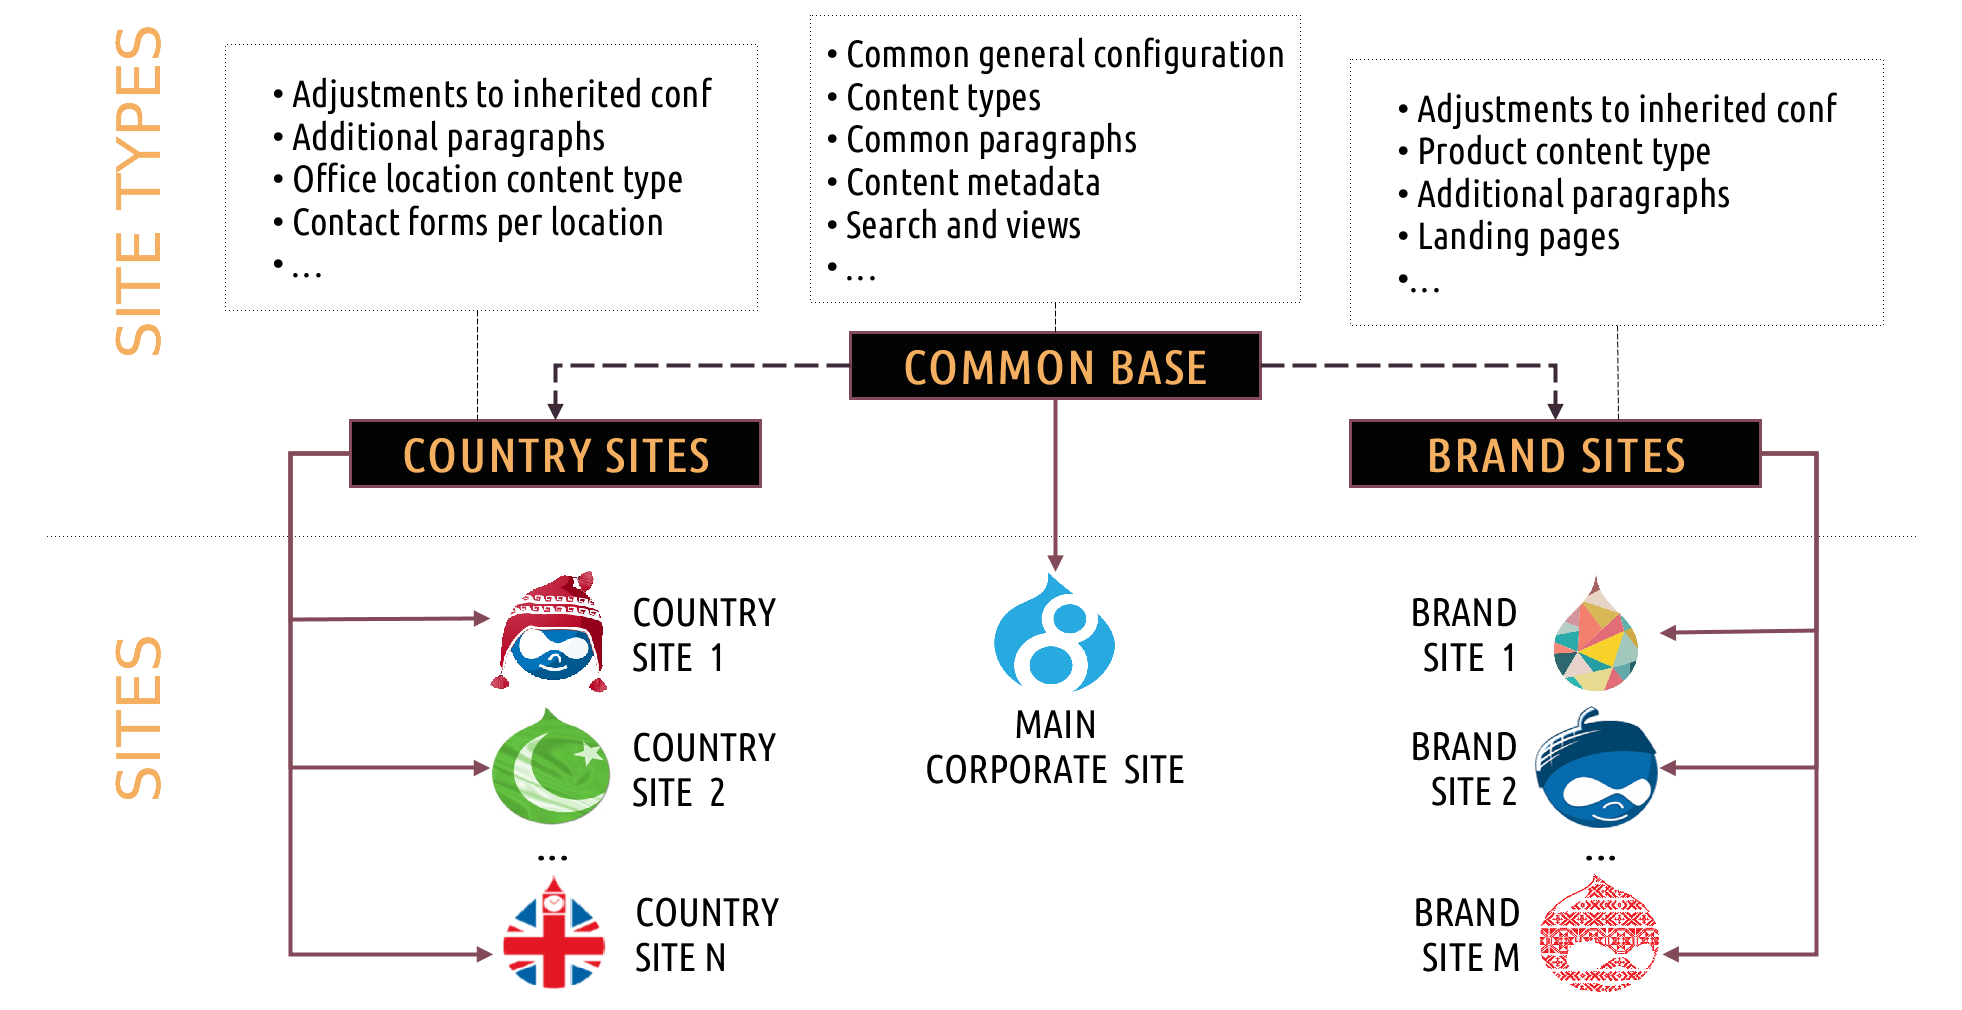 SITE TYPES
• Adjustments to inherited conf
• Additional paragraphs
• Office location content type
• Contact forms per location
• ...
• Common general configuration
• Content types
• Common paragraphs
• Content metadata
• Search and views
• ...
• Adjustments to inherited conf
• Product content type
• Additional paragraphs
• Landing pages
•...
COMMON BASE
COUNTRY SITES
BRAND SITES
SITES
COUNTRY
SITE 1
COUNTRY
SITE 2
...
COUNTRY
SITE N
8
MAIN
CORPORATE SITE
BRAND
SITE 1
BRAND
SITE 2
...
BRAND
SITE M